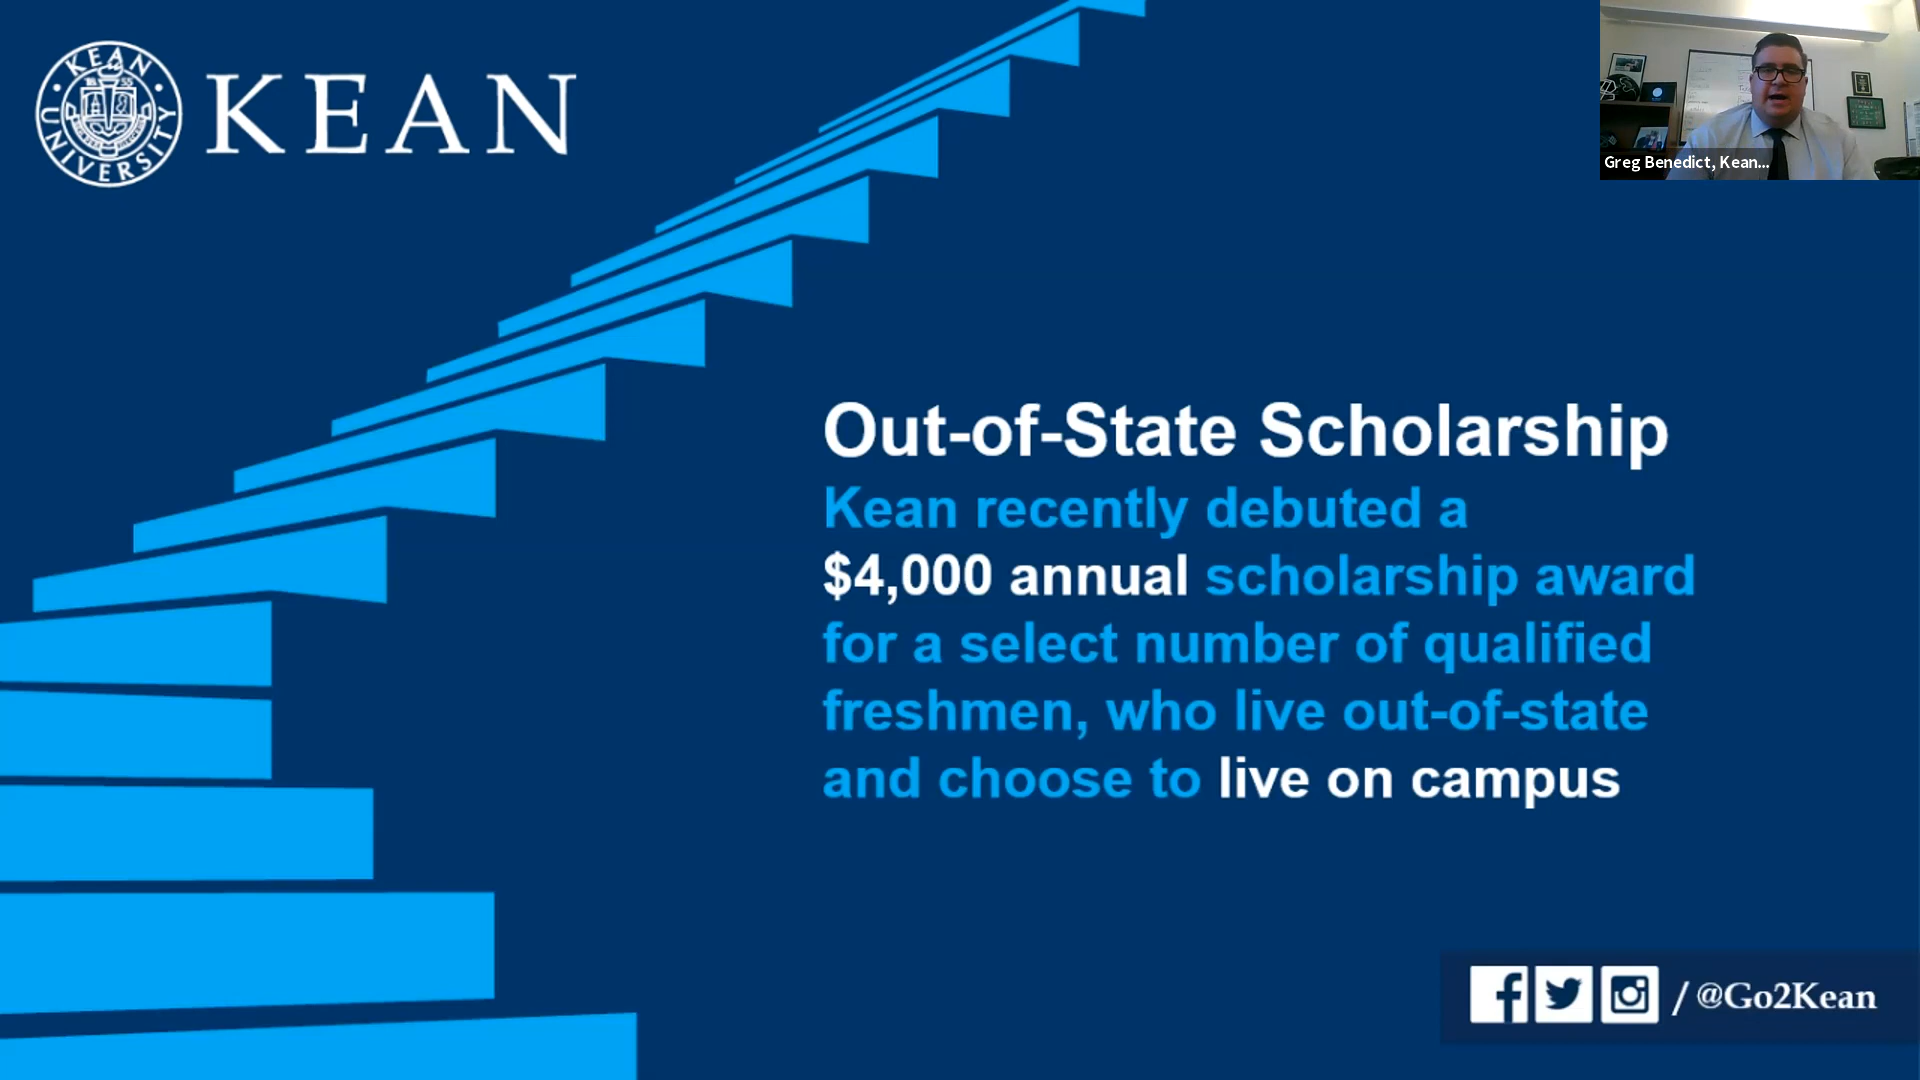 KEAN
UNIVERSITY
1855
KEAN
Greg Benedict, Kean...
Out-of-State Scholarship
Kean recently debuted a
$4,000 annual scholarship award
for a select number of qualified
freshmen, who live out-of-state
and choose to live on campus
/ @Go2Kean